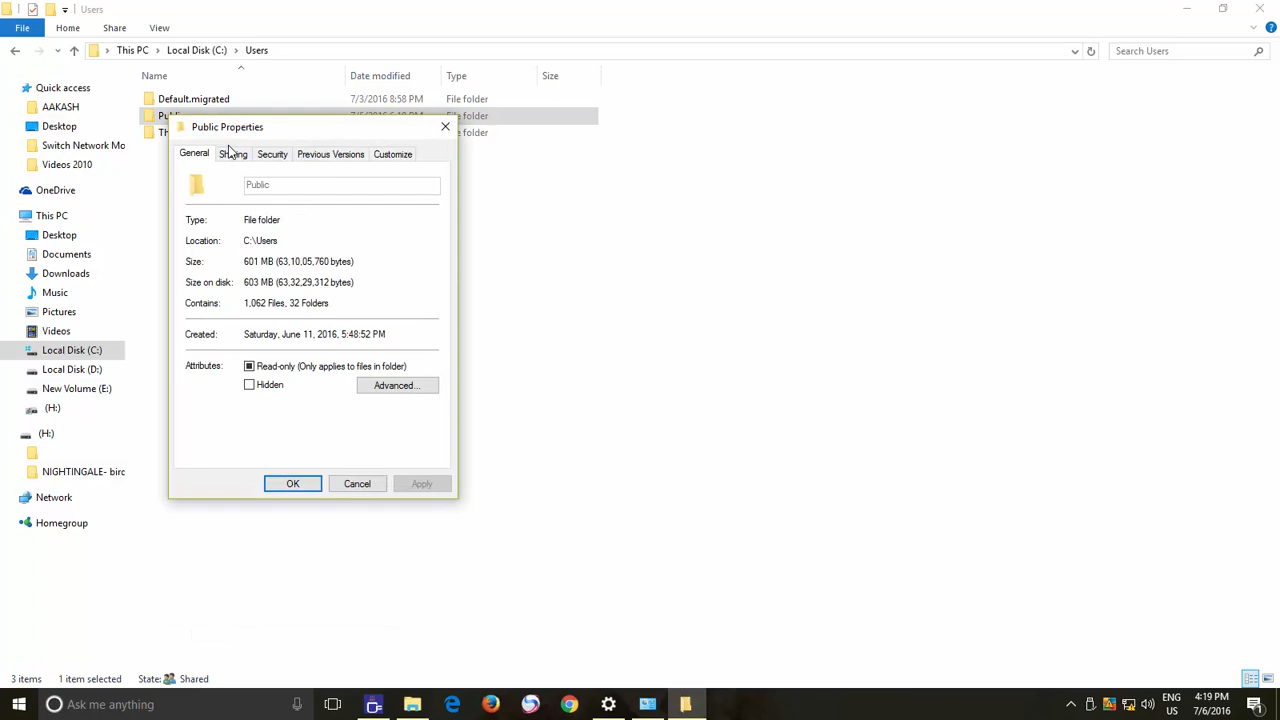 Users
File Home Share View
This PC Local Disk (C:) Users
Search Users
Name Date modified Type Size
Quick access
AAKASH
Desktop
Switch Network Mo
Videos 2010
OneDrive
This PC
Desktop
Documents
Downloads
Music
Pictures
Videos
Local Disk (C:)
Local Disk (D:)
New Volume (E:)
(H:)
(H:)
NIGHTINGALE- birc
Network
Homegroup
Default.migrated 7/3/2016 8:58 PM File folder
File folder
File folder
Public Properties
General Sharing Security Previous Versions Customize
Public
Type: File folder
Location: C:\Users
Size: 601 MB (63,10,05,760 bytes)
Size on disk: 603 MB (63,32,29,312 bytes)
Contains: 1,062 Files, 32 Folders
Created: Saturday, June 11, 2016, 5:48:52 PM
Attributes: Read-only (Only applies to files in folder)
Hidden Advanced...
OK Cancel Apply
3 items 1 item selected State: Shared
Ask me anything
ENG 4:19 PM
US 7/6/2016